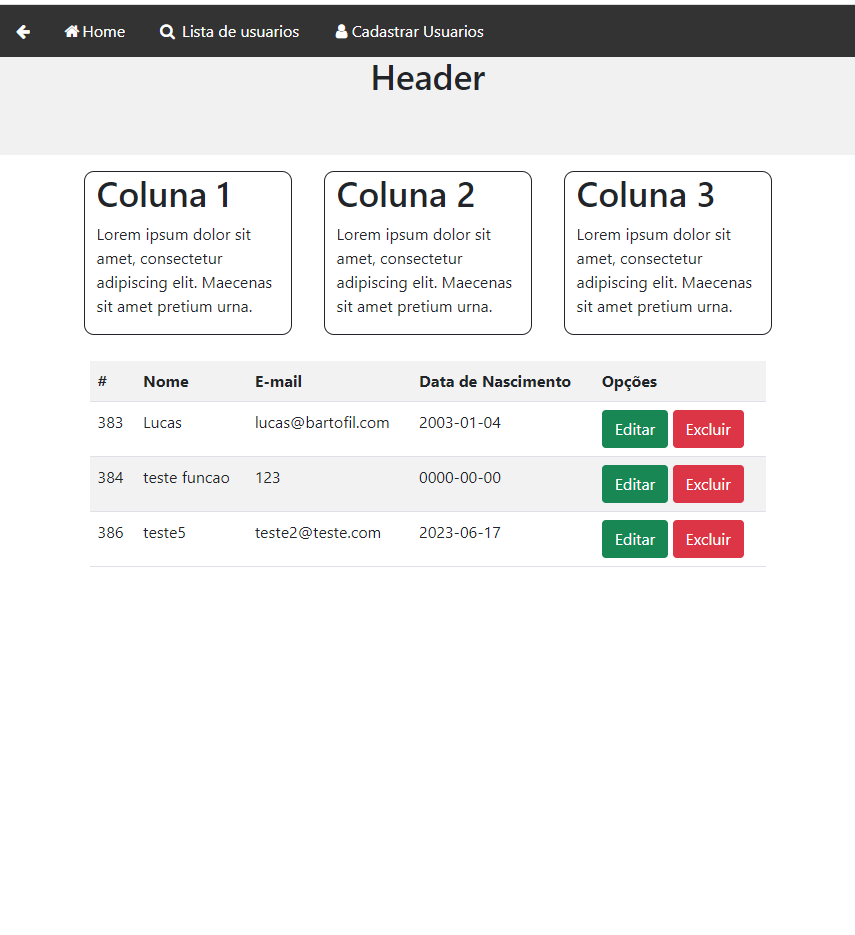 Home Lista de usuarios Cadastrar Usuarios
Header
Coluna 1
Lorem ipsum dolor sit
amet, consectetur
adipiscing elit. Maecenas
sit amet pretium urna.
Coluna 2
Lorem ipsum dolor sit
amet, consectetur
adipiscing elit. Maecenas
sit amet pretium urna.
Coluna 3
Lorem ipsum dolor sit
amet, consectetur
adipiscing elit. Maecenas
sit amet pretium urna.
# Nome E-mail Data de Nascimento Opções
383 Lucas lucas@bartofil.com 2003-01-04 Editar Excluir
384 teste funcao 123 0000-00-00 Editar Excluir
386 teste5 teste2@teste.com 2023-06-17 Editar Excluir